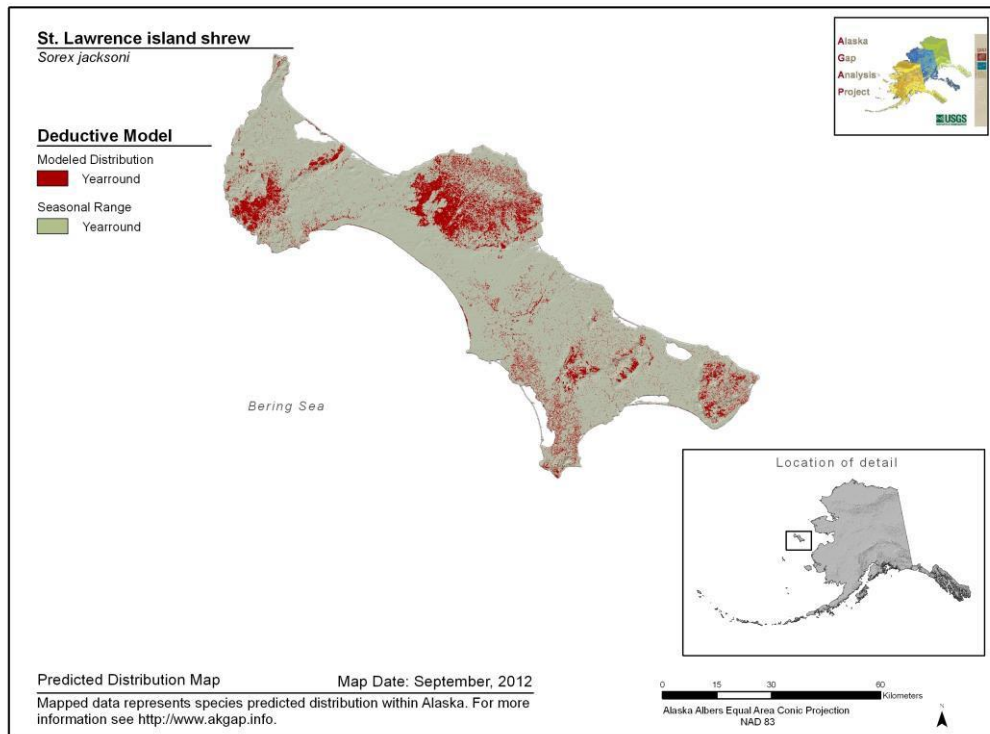 St. Lawrence island shrew
Sorex jacksoni
Deductive Model
Modeled Distribution
Yearround
Seasonal Range
Yearround
Alaska
Gap
Analysis
Project
USGS
Bering Sea
Location of detail
Predicted Distribution Map
Map Date: September, 2012
Mapped data represents species predicted distribution within Alaska. For more
information see http://www.akgap.info.
0 15 30 60
Kilometers
Alaska Albers Equal Area Conic Projection
NAD 83
N